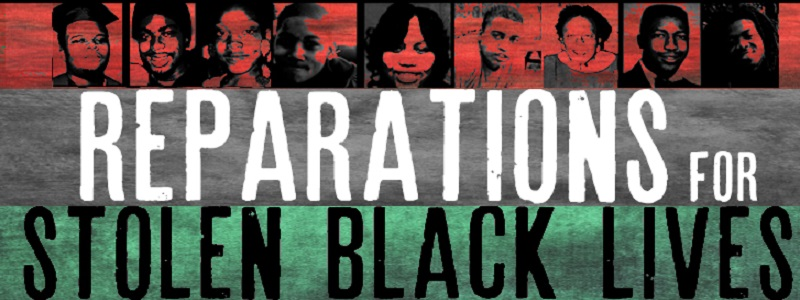 REPARATIONS FOR
STOLEN BLACK LIVES